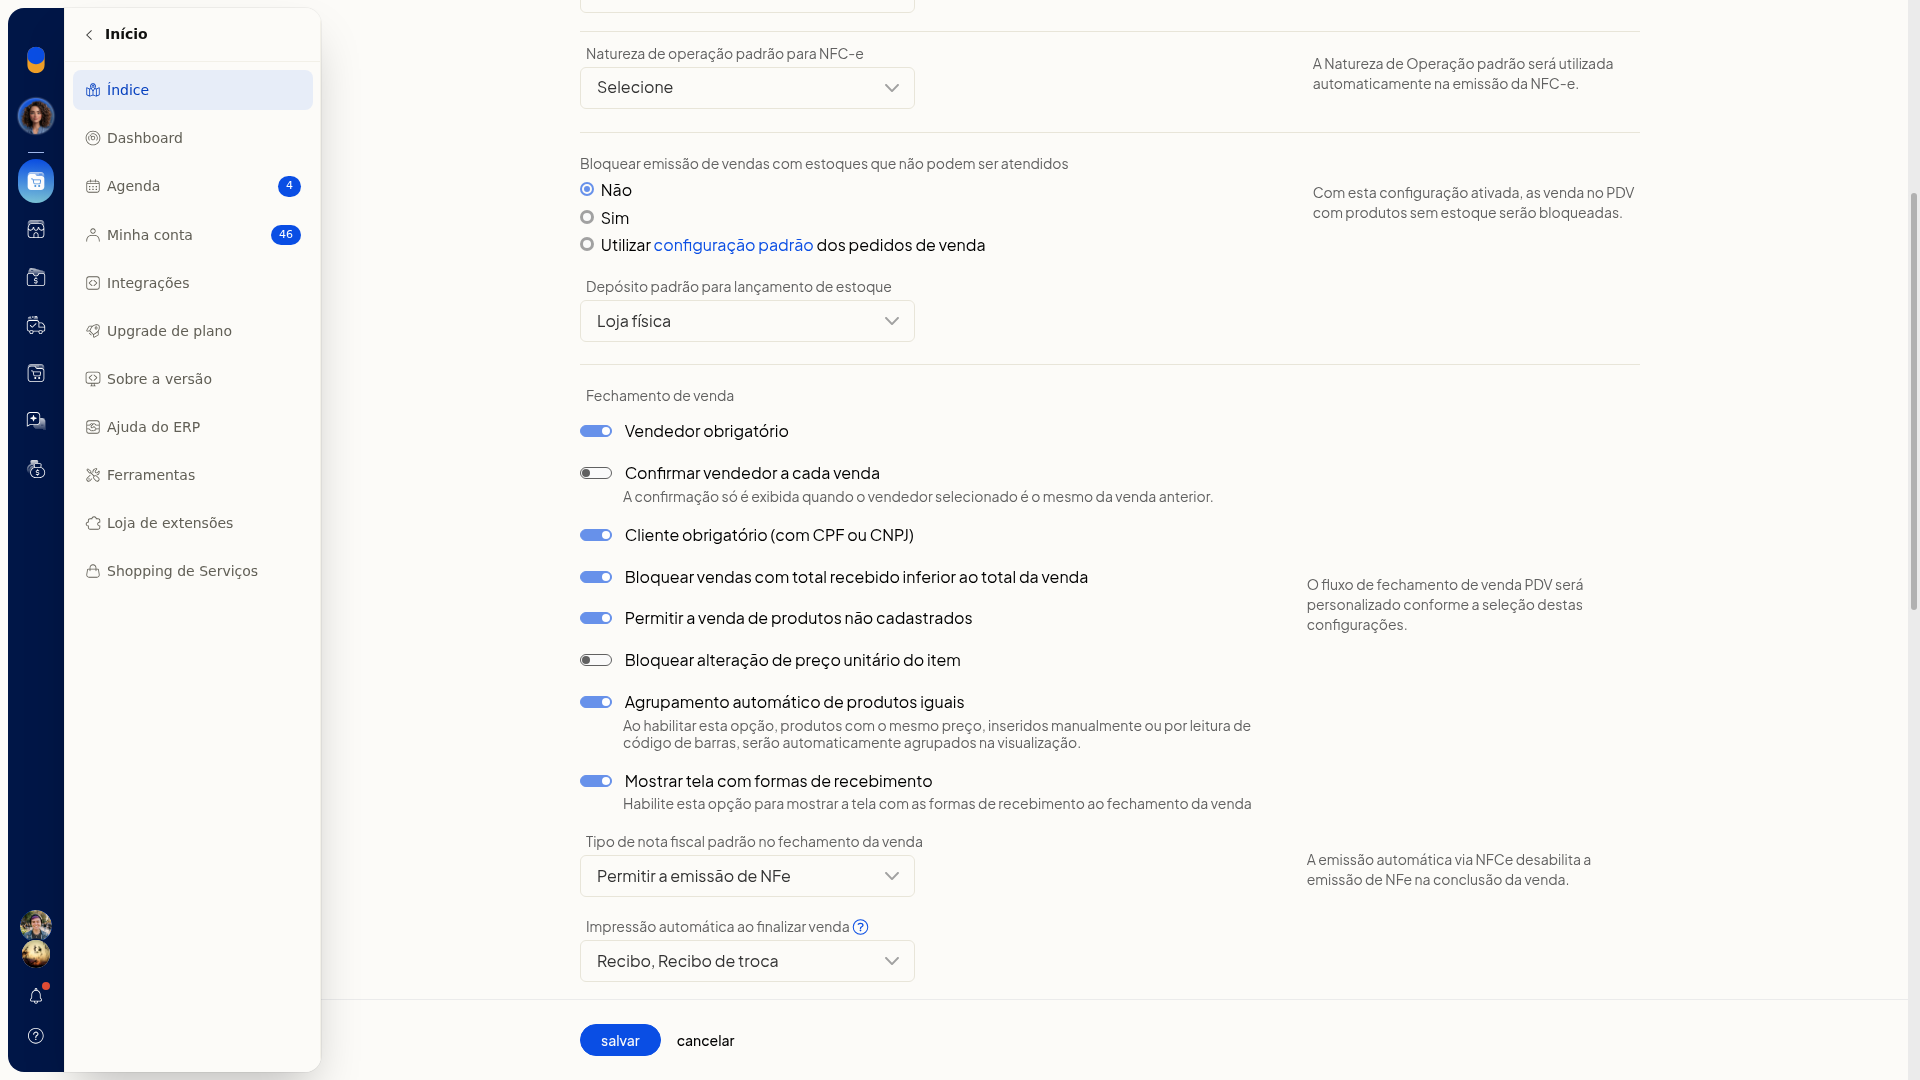 Início
Índice
Dashboard
Agenda
4
Minha conta
46
Integrações
Upgrade de plano
Sobre a versão
Ajuda do ERP
Ferramentas
Loja de extensões
Shopping de Serviços
Natureza de operação padrão para NFC-e
Selecione
A Natureza de Operação padrão será utilizada
automaticamente na emissão da NFC-e.
Bloquear emissão de vendas com estoques que não podem ser atendidos
Não
Sim
Utilizar configuração padrão dos pedidos de venda
Com esta configuração ativada, as venda no PDV
com produtos sem estoque serão bloqueadas.
Depósito padrão para lançamento de estoque
Loja física
Fechamento de venda
Vendedor obrigatório
Confirmar vendedor a cada venda
A confirmação só é exibida quando o vendedor selecionado é o mesmo da venda anterior.
Cliente obrigatório (com CPF ou CNPJ)
Bloquear vendas com total recebido inferior ao total da venda
Permitir a venda de produtos não cadastrados
Bloquear alteração de preço unitário do item
Agrupamento automático de produtos iguais
Ao habilitar esta opção, produtos com o mesmo preço, inseridos manualmente ou por leitura de
código de barras, serão automaticamente agrupados na visualização.
Mostrar tela com formas de recebimento
Habilite esta opção para mostrar a tela com as formas de recebimento ao fechamento da venda
O fluxo de fechamento de venda PDV será
personalizado conforme a seleção destas
configurações.
Tipo de nota fiscal padrão no fechamento da venda
Permitir a emissão de NFe
A emissão automática via NFCe desabilita a
emissão de NFe na conclusão da venda.
Impressão automática ao finalizar venda ?
Recibo, Recibo de troca
salvar
cancelar